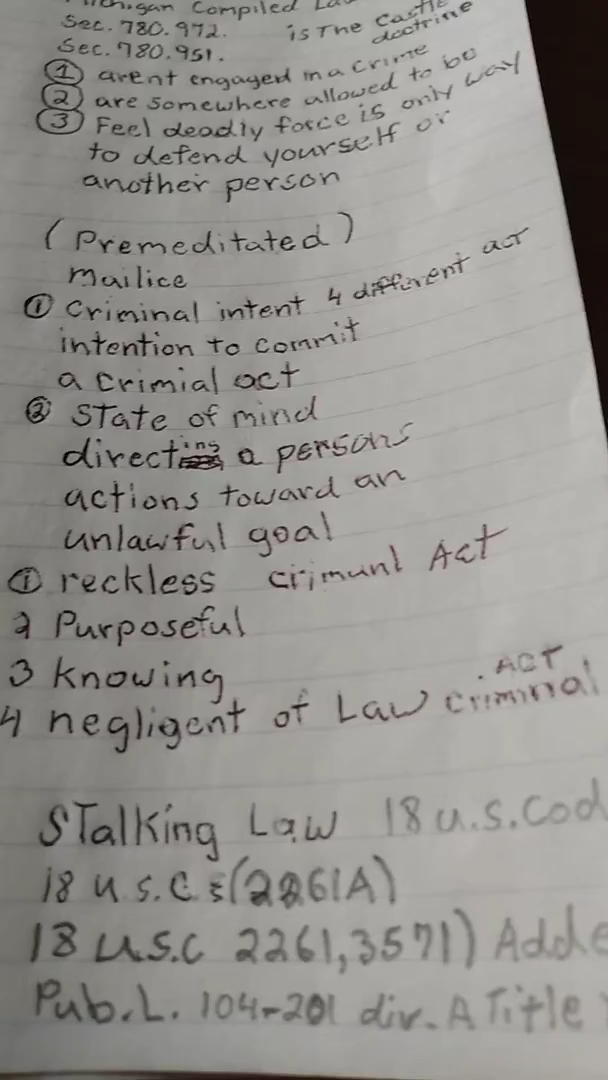 Michigan Compiled La
Sec. 780.972. is The Castle
doctrine
Sec. 780.951.
① arent engaged in a crime
② are somewhere allowed to be
③ Feel deadly force is only way
to defend yourself or
another person
(Premeditated)
mailice
① criminal intent 4 different act
intention to commit
a crimial act
② state of mind
directing a persons
actions toward an
unlawful goal
① reckless crimunl Act
2 Purposeful
3 knowing . ACT
4 negligent of Law criminal
STalking Law 18 u.s.Cod
18 u.s.c. (2261A)
18 u.s.c 2261,3571) Adde
Pub.L. 104-201 div. A Title